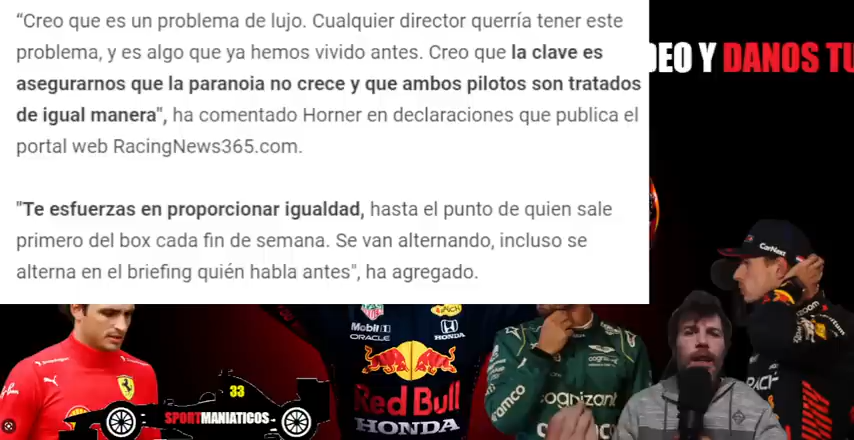 “Creo que es un problema de lujo. Cualquier director querría tener este
problema, y es algo que ya hemos vivido antes. Creo que la clave es
asegurarnos que la paranoia no crece y que ambos pilotos son tratados
de igual manera", ha comentado Horner en declaraciones que publica el
portal web RacingNews365.com.
"Te esfuerzas en proporcionar igualdad, hasta el punto de quien sale
primero del box cada fin de semana. Se van alternando, incluso se
alterna en el briefing quién habla antes", ha agregado.
DEO Y DANOS TU
CarNext
Mobil 1
ORACLE
HONDA
Red Bull
HONDA
33
SPORTMANIATICOS
cognizant
aramco